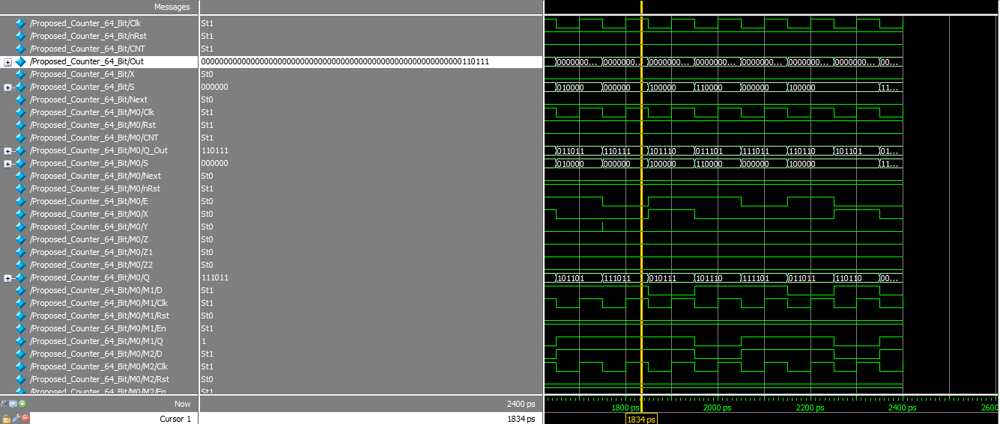 Messages
/Proposed_Counter_64_Bit/Clk St1
/Proposed_Counter_64_Bit/nRst St1
/Proposed_Counter_64_Bit/CNT St1
/Proposed_Counter_64_Bit/Out 0000000000000000000000000000000000000000000000000000000000110111 0000000... 0000000... 0000000... 0000000... 0000000... 0000000... 0000000... 00...
/Proposed_Counter_64_Bit/X St0
/Proposed_Counter_64_Bit/S 000000 010000 000000 100000 110000 000000 100000 11...
/Proposed_Counter_64_Bit/Next St0
/Proposed_Counter_64_Bit/M0/Clk St1
/Proposed_Counter_64_Bit/M0/Rst St1
/Proposed_Counter_64_Bit/M0/CNT St1
/Proposed_Counter_64_Bit/M0/Q_Out 110111 011011 110111 101110 011101 111011 110110 101101 01...
/Proposed_Counter_64_Bit/M0/S 000000 010000 000000 100000 110000 000000 100000 11...
/Proposed_Counter_64_Bit/M0/Next St0
/Proposed_Counter_64_Bit/M0/nRst St1
/Proposed_Counter_64_Bit/M0/E St0
/Proposed_Counter_64_Bit/M0/X St0
/Proposed_Counter_64_Bit/M0/Y St0
/Proposed_Counter_64_Bit/M0/Z St0
/Proposed_Counter_64_Bit/M0/Z1 St0
/Proposed_Counter_64_Bit/M0/Z2 St0
/Proposed_Counter_64_Bit/M0/Q 111011 101101 111011 010111 101110 111101 011011 110110 00...
/Proposed_Counter_64_Bit/M0/M1/D St1
/Proposed_Counter_64_Bit/M0/M1/Clk St1
/Proposed_Counter_64_Bit/M0/M1/Rst St0
/Proposed_Counter_64_Bit/M0/M1/En St1
/Proposed_Counter_64_Bit/M0/M1/Q 1
/Proposed_Counter_64_Bit/M0/M2/D St1
/Proposed_Counter_64_Bit/M0/M2/Clk St1
/Proposed_Counter_64_Bit/M0/M2/Rst St0
/Proposed_Counter_64_Bit/M0/M2/En St1
Now 2400 ps 1800 ps 2000 ps 2200 ps 2400 ps 2600
Cursor 1 1834 ps 1834 ps